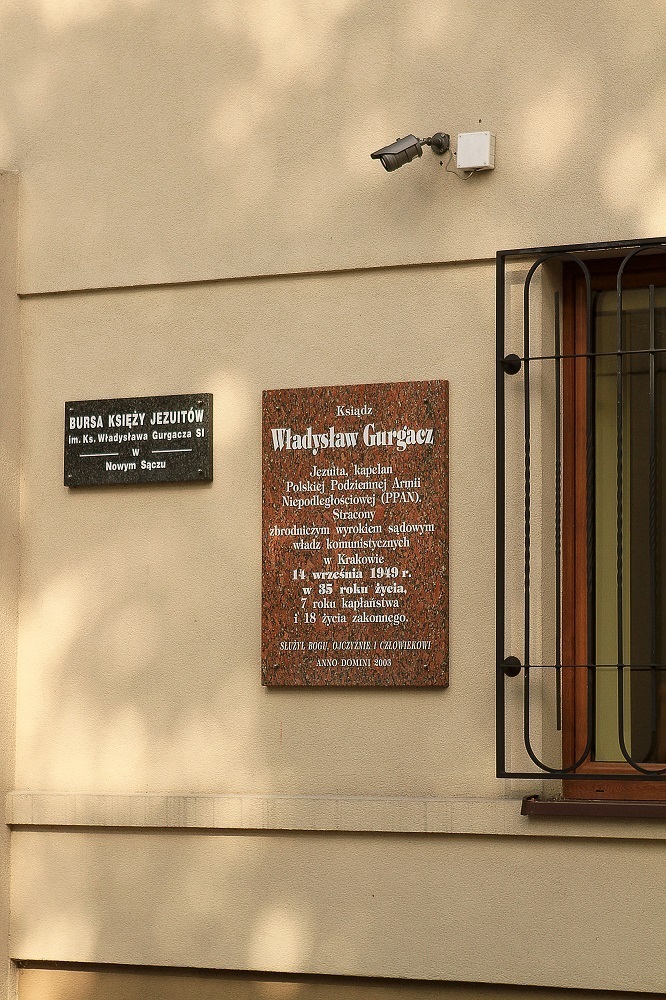 BURSA KSIĘŻY JEZUITÓW
im. Ks. Władysława Gurgacza SI
w
Nowym Sączu
Ksiądz
Władysław Gurgacz
Jezuita, kapelan
Polskiej Podziemnej Armii
Niepodległościowej (PPAN).
Stracony
zbrodniczym wyrokiem sądowym
władz komunistycznych
w Krakowie
14 września 1949 r.
w 35 roku życia,
7 roku kapłaństwa
i 18 życia zakonnego.
SŁUŻYŁ BOGU, OJCZYŹNIE I CZŁOWIEKOWI
ANNO DOMINI 2003